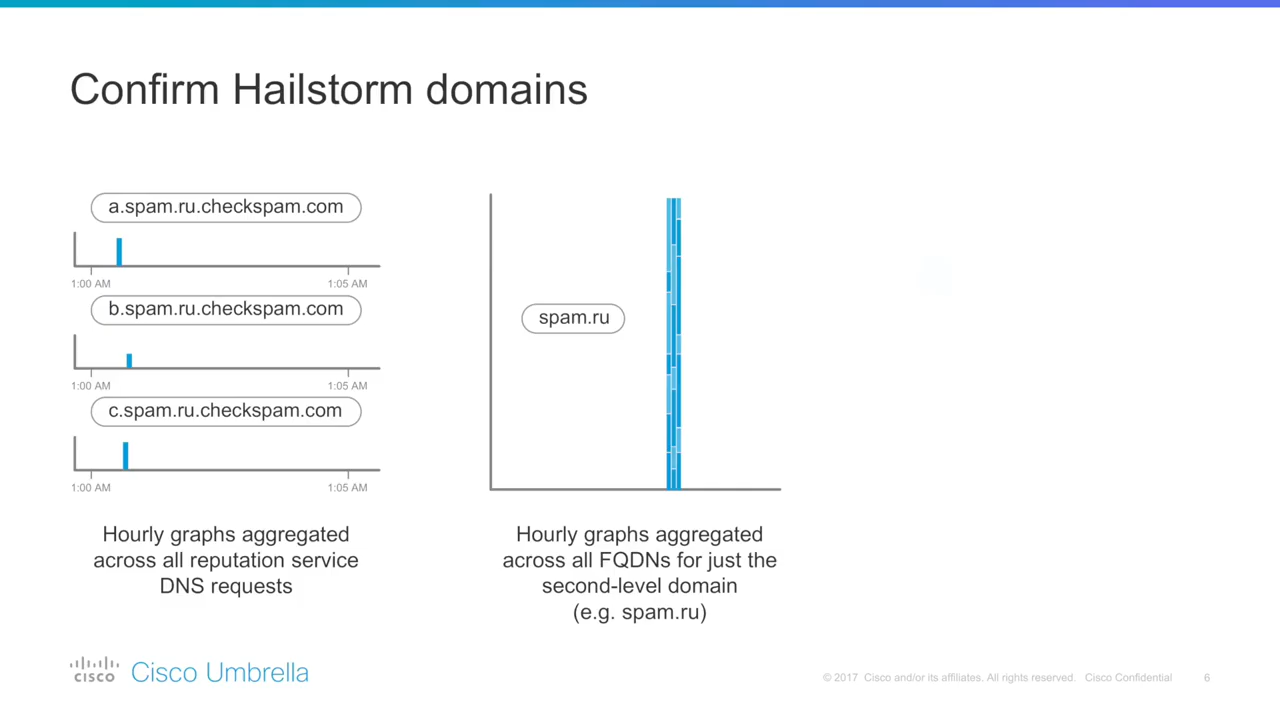 Confirm Hailstorm domains
a.spam.ru.checkspam.com
1:00 AM 1:05 AM
b.spam.ru.checkspam.com
1:00 AM 1:05 AM
c.spam.ru.checkspam.com
1:00 AM 1:05 AM
Hourly graphs aggregated
across all reputation service
DNS requests
spam.ru
Hourly graphs aggregated
across all FQDNs for just the
second-level domain
(e.g. spam.ru)
CISCO Cisco Umbrella
© 2017 Cisco and/or its affiliates. All rights reserved. Cisco Confidential 6